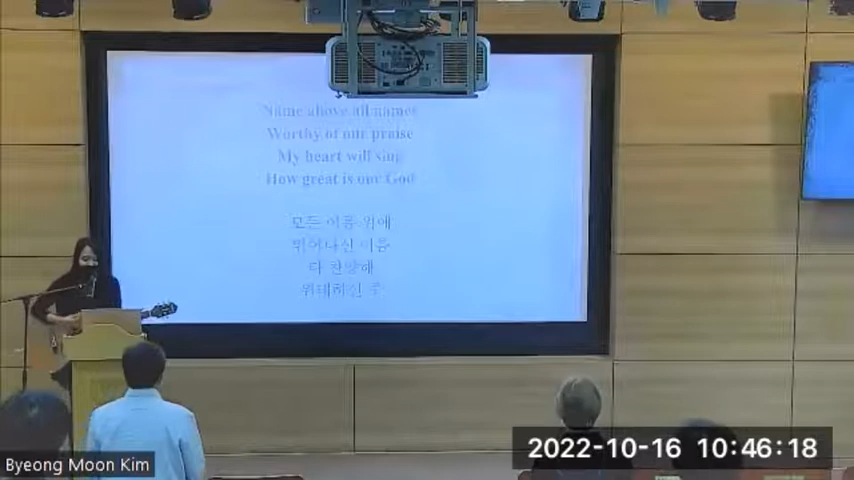 Name above all names
Worthy of our praise
My heart will sing
How great is our God
모든 이름 위에
뛰어나신 이름
다 찬양해
위대하신 주
2022-10-16 10:46:18
Byeong Moon Kim